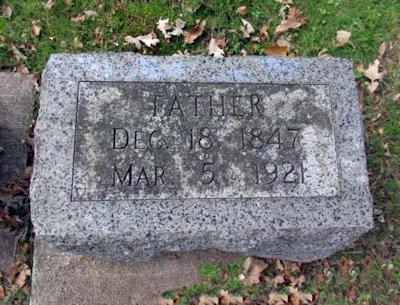 FATHER
DEC. 18 1847
MAR 5, 1921